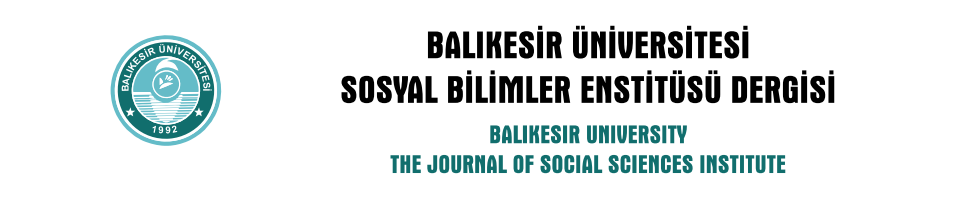 BALIKESİR ÜNİVERSİTESİ
1992
BALIKESİR ÜNİVERSİTESİ
SOSYAL BİLİMLER ENSTİTÜSÜ DERGİSİ
BALIKESIR UNIVERSITY
THE JOURNAL OF SOCIAL SCIENCES INSTITUTE